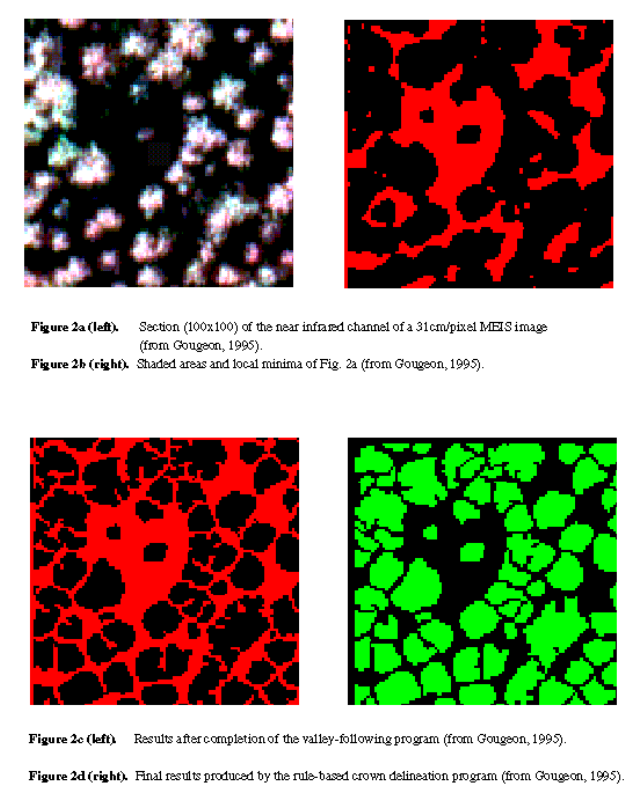 Figure 2a (left). Section (100x100) of the near infrared channel of a 31cm/pixel MEIS image
(from Gougeon, 1995).
Figure 2b (right). Shaded areas and local minima of Fig. 2a (from Gougeon, 1995).
Figure 2c (left). Results after completion of the valley-following program (from Gougeon, 1995).
Figure 2d (right). Final results produced by the rule-based crown delineation program (from Gougeon, 1995).